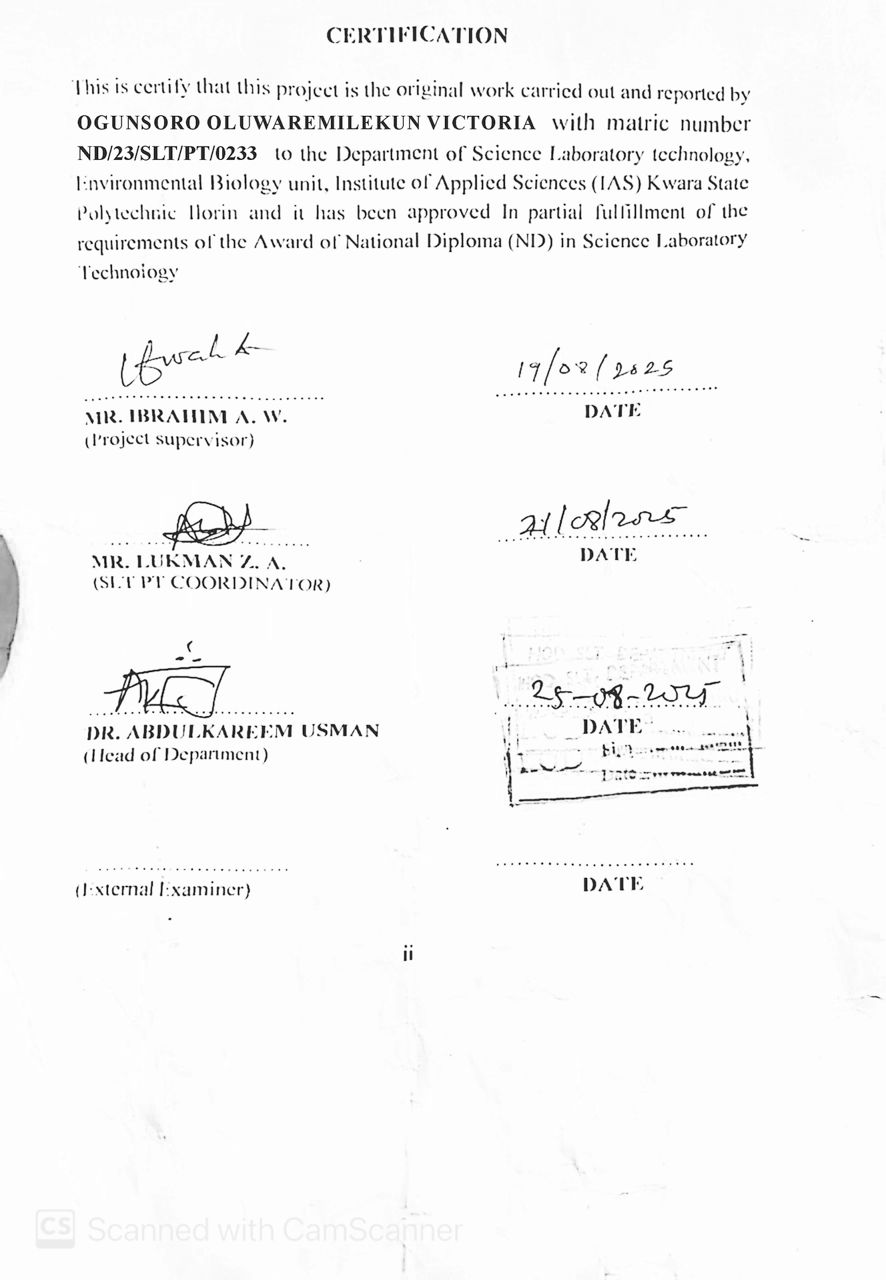 CERTIFICATION
This is certify that this project is the original work carried out and reported by
OGUNSORO OLUWAREMILEKUN VICTORIA with matric number
ND/23/SLT/PT/0233 to the Department of Science Laboratory technology,
Environmental Biology unit, Institute of Applied Sciences (IAS) Kwara State
Polytechnic Ilorin and it has been approved In partial fulfillment of the
requirements of the Award of National Diploma (ND) in Science Laboratory
Technology
19/08/2025
MR. IBRAHIM A. W.
DATE
(Project supervisor)
21/08/2025
MR. LUKMAN Z. A.
DATE
(SLT PT COORDINATOR)
25-08-2025
DR. ABDULKAREEM USMAN
DATE
(Head of Department)
Sign
Date
(External Examiner)
DATE
ii
CS Scanned with CamScanner